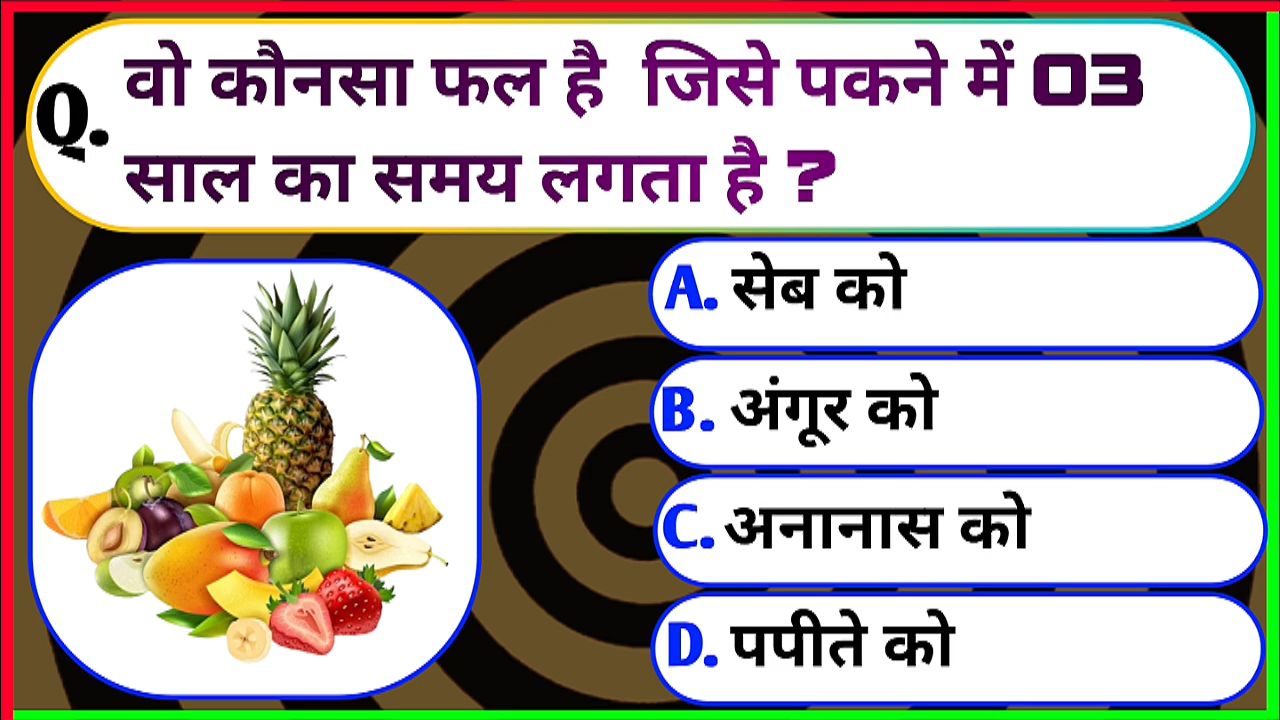 Q. वो कौनसा फल है जिसे पकने में 03
साल का समय लगता है ?
A. सेब को
B. अंगूर को
C. अनानास को
D. पपीते को